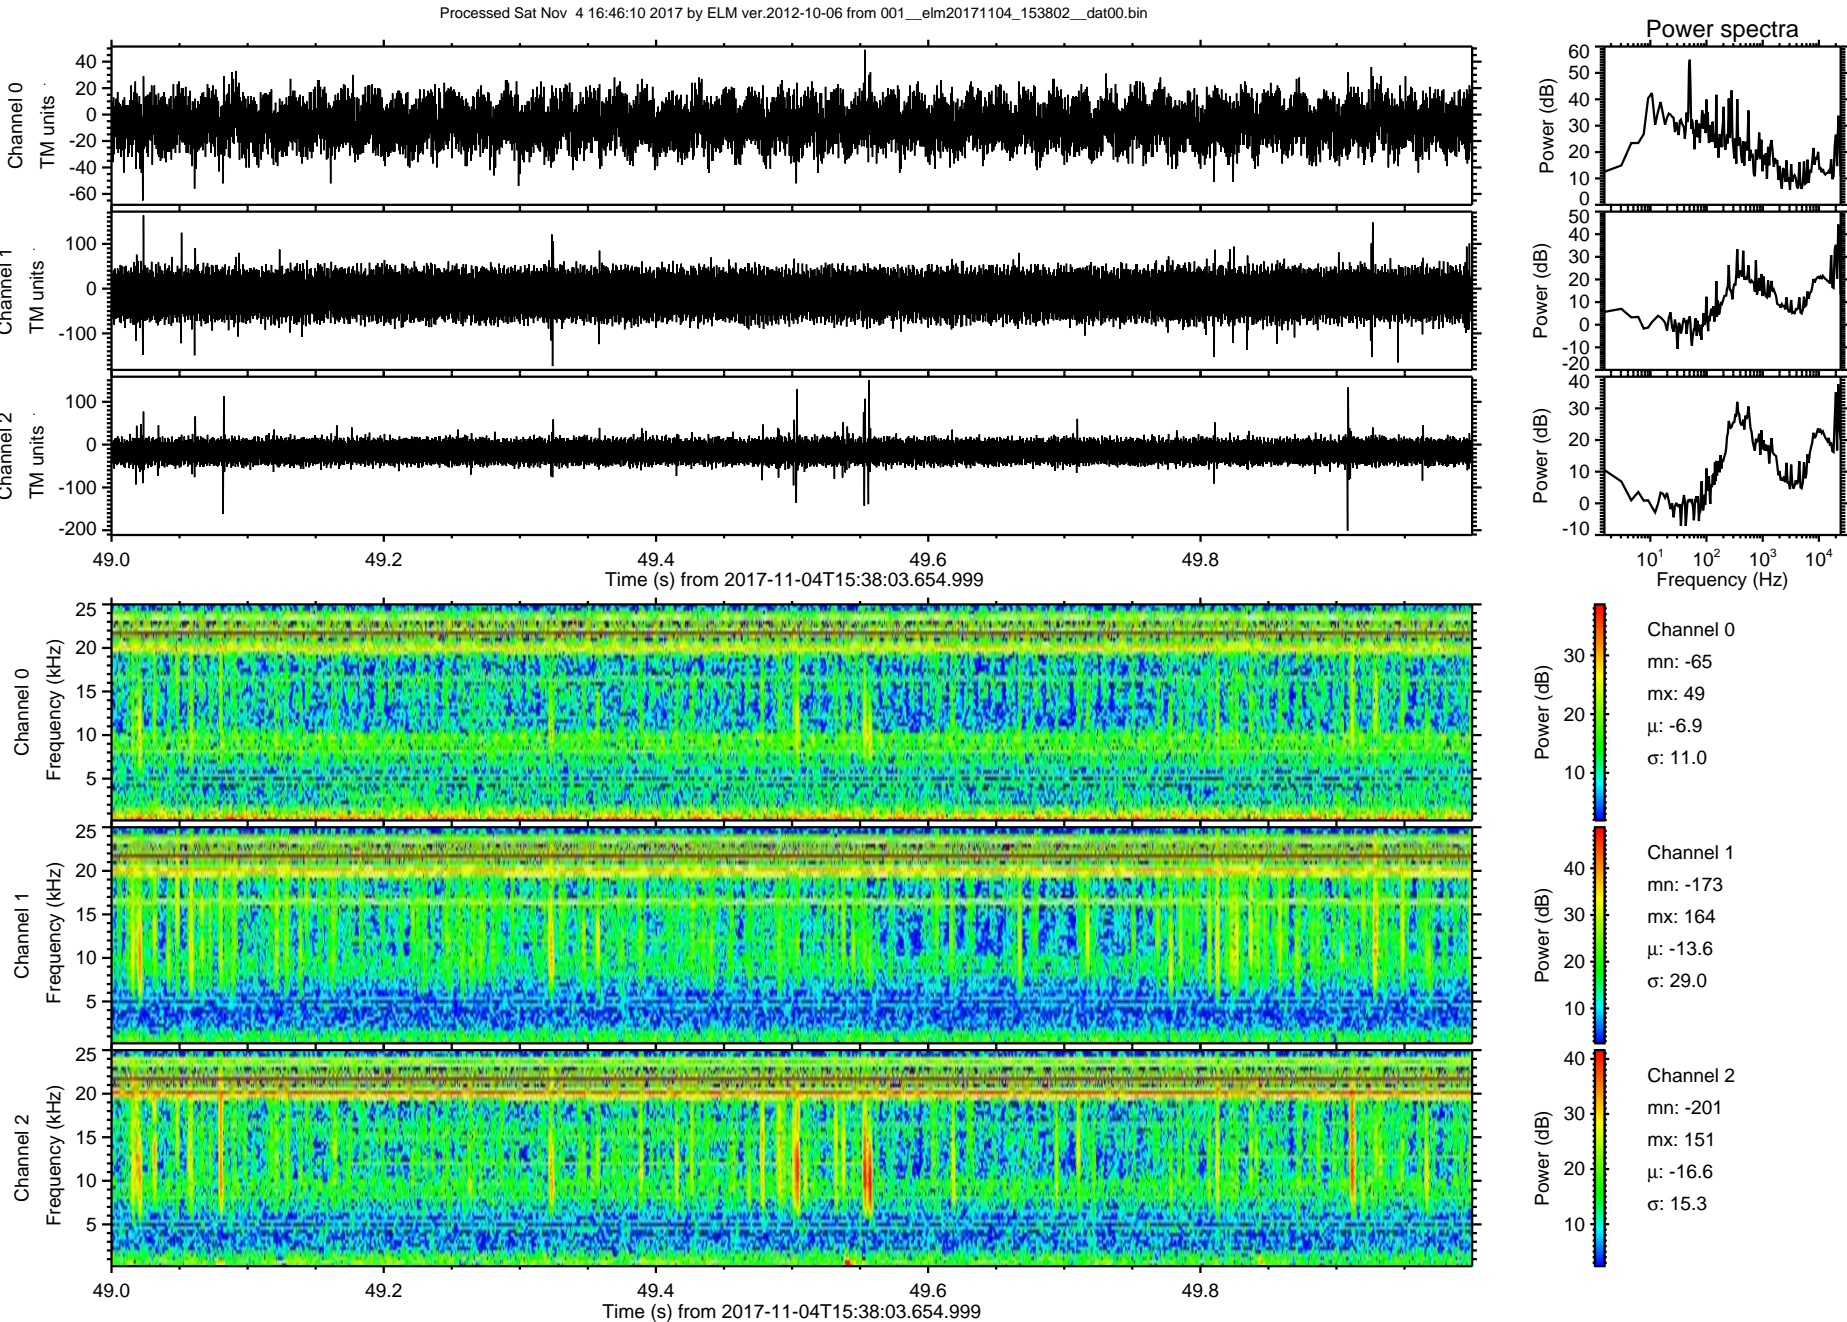 Processed Sat Nov  4 16:46:10 2017 by ELM ver.2012-10-06 from 001__elm20171104_153802__dat00.bin
Power spectra
Channel 0
TM units
40
20
0
-20
-40
-60
Power (dB)
60
50
40
30
20
10
0
Channel 1
TM units
100
0
-100
Power (dB)
50
40
30
20
10
0
-10
-20
Channel 2
TM units
100
0
-100
-200
Power (dB)
40
30
20
10
0
-10
49.0 49.2 49.4 49.6 49.8
Time (s) from 2017-11-04T15:38:03.654.999
10^1 10^2 10^3 10^4
Frequency (Hz)
Channel 0
Frequency (kHz)
25
20
15
10
5
Power (dB)
30
20
10
Channel 0
mn: -65
mx: 49
μ: -6.9
σ: 11.0
Channel 1
Frequency (kHz)
25
20
15
10
5
Power (dB)
40
30
20
10
Channel 1
mn: -173
mx: 164
μ: -13.6
σ: 29.0
Channel 2
Frequency (kHz)
25
20
15
10
5
Power (dB)
40
30
20
10
Channel 2
mn: -201
mx: 151
μ: -16.6
σ: 15.3
49.0 49.2 49.4 49.6 49.8
Time (s) from 2017-11-04T15:38:03.654.999